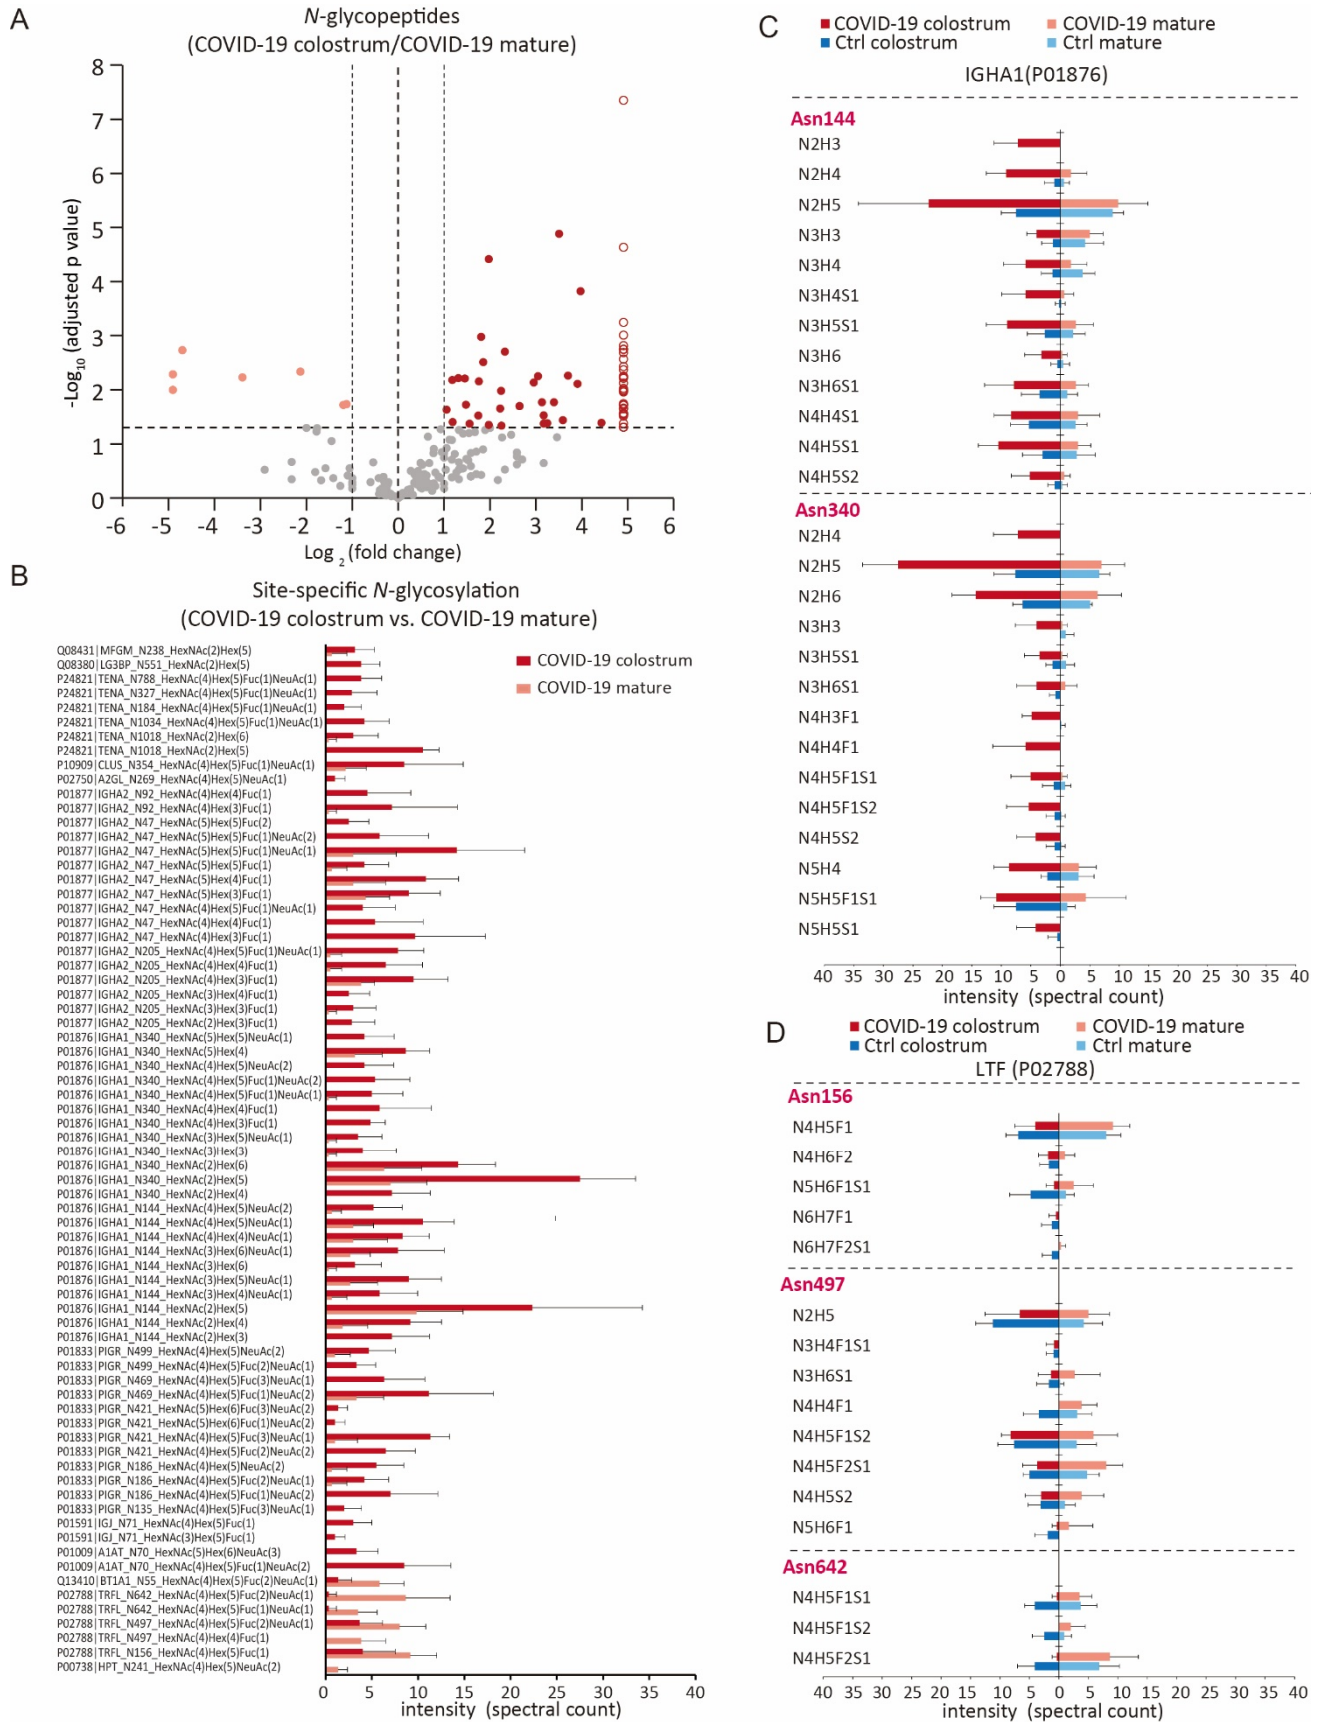 A
N-glycopeptides
(COVID-19 colostrum/COVID-19 mature)
-Log10 (adjusted p value)
8
7
6
5
4
3
2
1
0
-6 -5 -4 -3 -2 -1 0 1 2 3 4 5 6
Log 2 (fold change)
B
Site-specific N-glycosylation
(COVID-19 colostrum vs. COVID-19 mature)
COVID-19 colostrum
COVID-19 mature
Q08431|MFGM_N238_HexNAc(2)Hex(5)
Q08380|LG3BP_N551_HexNAc(2)Hex(5)
P24821|TENA_N788_HexNAc(4)Hex(5)Fuc(1)NeuAc(1)
P24821|TENA_N327_HexNAc(4)Hex(5)Fuc(1)NeuAc(1)
P24821|TENA_N184_HexNAc(4)Hex(5)Fuc(1)NeuAc(1)
P24821|TENA_N1034_HexNAc(4)Hex(5)Fuc(1)NeuAc(1)
P24821|TENA_N1018_HexNAc(2)Hex(6)
P24821|TENA_N1018_HexNAc(2)Hex(5)
P10909|CLUS_N354_HexNAc(4)Hex(5)Fuc(1)NeuAc(1)
P02750|A2GL_N269_HexNAc(4)Hex(5)NeuAc(1)
P01877|IGHA2_N92_HexNAc(4)Hex(4)Fuc(1)
P01877|IGHA2_N92_HexNAc(4)Hex(3)Fuc(1)
P01877|IGHA2_N47_HexNAc(5)Hex(5)Fuc(2)
P01877|IGHA2_N47_HexNAc(5)Hex(5)Fuc(1)NeuAc(2)
P01877|IGHA2_N47_HexNAc(5)Hex(5)Fuc(1)NeuAc(1)
P01877|IGHA2_N47_HexNAc(5)Hex(5)Fuc(1)
P01877|IGHA2_N47_HexNAc(5)Hex(4)Fuc(1)
P01877|IGHA2_N47_HexNAc(5)Hex(3)Fuc(1)
P01877|IGHA2_N47_HexNAc(4)Hex(5)Fuc(1)NeuAc(1)
P01877|IGHA2_N47_HexNAc(4)Hex(4)Fuc(1)
P01877|IGHA2_N47_HexNAc(4)Hex(3)Fuc(1)
P01877|IGHA2_N205_HexNAc(4)Hex(5)Fuc(1)NeuAc(1)
P01877|IGHA2_N205_HexNAc(4)Hex(4)Fuc(1)
P01877|IGHA2_N205_HexNAc(4)Hex(3)Fuc(1)
P01877|IGHA2_N205_HexNAc(3)Hex(4)Fuc(1)
P01877|IGHA2_N205_HexNAc(3)Hex(3)Fuc(1)
P01877|IGHA2_N205_HexNAc(2)Hex(3)Fuc(1)
P01876|IGHA1_N340_HexNAc(5)Hex(5)NeuAc(1)
P01876|IGHA1_N340_HexNAc(5)Hex(4)
P01876|IGHA1_N340_HexNAc(4)Hex(5)NeuAc(2)
P01876|IGHA1_N340_HexNAc(4)Hex(5)Fuc(1)NeuAc(2)
P01876|IGHA1_N340_HexNAc(4)Hex(5)Fuc(1)NeuAc(1)
P01876|IGHA1_N340_HexNAc(4)Hex(4)Fuc(1)
P01876|IGHA1_N340_HexNAc(4)Hex(3)Fuc(1)
P01876|IGHA1_N340_HexNAc(3)Hex(5)NeuAc(1)
P01876|IGHA1_N340_HexNAc(3)Hex(3)
P01876|IGHA1_N340_HexNAc(2)Hex(6)
P01876|IGHA1_N340_HexNAc(2)Hex(5)
P01876|IGHA1_N340_HexNAc(2)Hex(4)
P01876|IGHA1_N144_HexNAc(4)Hex(5)NeuAc(2)
P01876|IGHA1_N144_HexNAc(4)Hex(5)NeuAc(1)
P01876|IGHA1_N144_HexNAc(4)Hex(4)NeuAc(1)
P01876|IGHA1_N144_HexNAc(3)Hex(6)NeuAc(1)
P01876|IGHA1_N144_HexNAc(3)Hex(6)
P01876|IGHA1_N144_HexNAc(3)Hex(5)NeuAc(1)
P01876|IGHA1_N144_HexNAc(3)Hex(4)NeuAc(1)
P01876|IGHA1_N144_HexNAc(2)Hex(5)
P01876|IGHA1_N144_HexNAc(2)Hex(4)
P01876|IGHA1_N144_HexNAc(2)Hex(3)
P01833|PIGR_N499_HexNAc(4)Hex(5)NeuAc(2)
P01833|PIGR_N499_HexNAc(4)Hex(5)Fuc(2)NeuAc(1)
P01833|PIGR_N469_HexNAc(4)Hex(5)Fuc(3)NeuAc(1)
P01833|PIGR_N469_HexNAc(4)Hex(5)Fuc(1)NeuAc(2)
P01833|PIGR_N421_HexNAc(5)Hex(6)Fuc(3)NeuAc(2)
P01833|PIGR_N421_HexNAc(5)Hex(6)Fuc(1)NeuAc(2)
P01833|PIGR_N421_HexNAc(4)Hex(5)Fuc(3)NeuAc(1)
P01833|PIGR_N421_HexNAc(4)Hex(5)Fuc(2)NeuAc(2)
P01833|PIGR_N186_HexNAc(4)Hex(5)NeuAc(2)
P01833|PIGR_N186_HexNAc(4)Hex(5)Fuc(2)NeuAc(1)
P01833|PIGR_N186_HexNAc(4)Hex(5)Fuc(1)NeuAc(2)
P01833|PIGR_N135_HexNAc(4)Hex(5)Fuc(3)NeuAc(1)
P01591|IGJ_N71_HexNAc(4)Hex(5)Fuc(1)
P01591|IGJ_N71_HexNAc(3)Hex(5)Fuc(1)
P01009|A1AT_N70_HexNAc(5)Hex(6)NeuAc(3)
P01009|A1AT_N70_HexNAc(4)Hex(5)Fuc(1)NeuAc(2)
Q13410|BT1A1_N55_HexNAc(4)Hex(5)Fuc(2)NeuAc(1)
P02788|TRFL_N642_HexNAc(4)Hex(5)Fuc(2)NeuAc(1)
P02788|TRFL_N642_HexNAc(4)Hex(5)Fuc(1)NeuAc(1)
P02788|TRFL_N497_HexNAc(4)Hex(5)Fuc(2)NeuAc(1)
P02788|TRFL_N497_HexNAc(4)Hex(4)Fuc(1)
P02788|TRFL_N156_HexNAc(4)Hex(5)Fuc(1)
P00738|HPT_N241_HexNAc(4)Hex(5)NeuAc(2)
0 5 10 15 20 25 30 35 40
intensity (spectral count)
C
COVID-19 colostrum COVID-19 mature
Ctrl colostrum Ctrl mature
IGHA1(P01876)
Asn144
N2H3
N2H4
N2H5
N3H3
N3H4
N3H4S1
N3H5S1
N3H6
N3H6S1
N4H4S1
N4H5S1
N4H5S2
Asn340
N2H4
N2H5
N2H6
N3H3
N3H5S1
N3H6S1
N4H3F1
N4H4F1
N4H5F1S1
N4H5F1S2
N4H5S2
N5H4
N5H5F1S1
N5H5S1
40 35 30 25 20 15 10 5 0 5 10 15 20 25 30 35 40
intensity (spectral count)
D
COVID-19 colostrum COVID-19 mature
Ctrl colostrum Ctrl mature
LTF (P02788)
Asn156
N4H5F1
N4H6F2
N5H6F1S1
N6H7F1
N6H7F2S1
Asn497
N2H5
N3H4F1S1
N3H6S1
N4H4F1
N4H5F1S2
N4H5F2S1
N4H5S2
N5H6F1
Asn642
N4H5F1S1
N4H5F1S2
N4H5F2S1
40 35 30 25 20 15 10 5 0 5 10 15 20 25 30 35 40
intensity (spectral count)